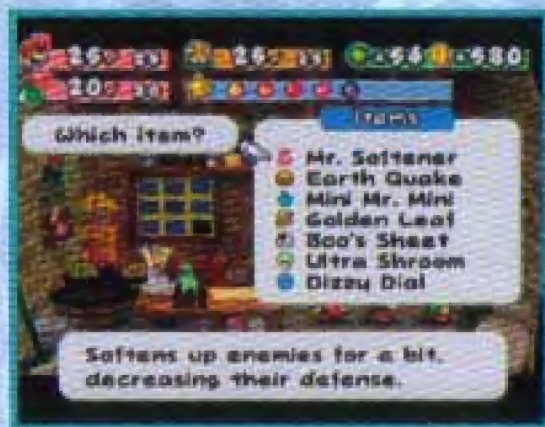 Which item?
Items
Mr. Softener
Earth Quake
Mini Mr. Mini
Golden Leaf
Boo's Sheet
Ultra Shroom
Dizzy Dial
Softens up enemies for a bit,
decreasing their defense.